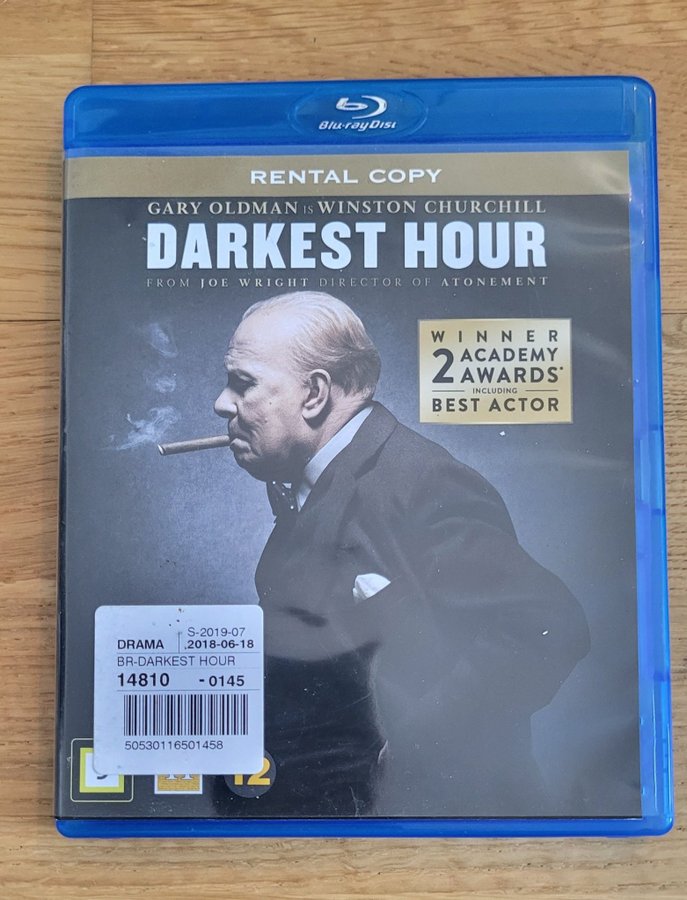 Blu-ray Disc
RENTAL COPY
GARY OLDMAN IS WINSTON CHURCHILL
DARKEST HOUR
FROM JOE WRIGHT DIRECTOR OF ATONEMENT
WINNER
2 ACADEMY AWARDS*
INCLUDING
BEST ACTOR
S-2019-07
DRAMA 2018-06-18
BR-DARKEST HOUR
14810 -0145
50530116501458
12